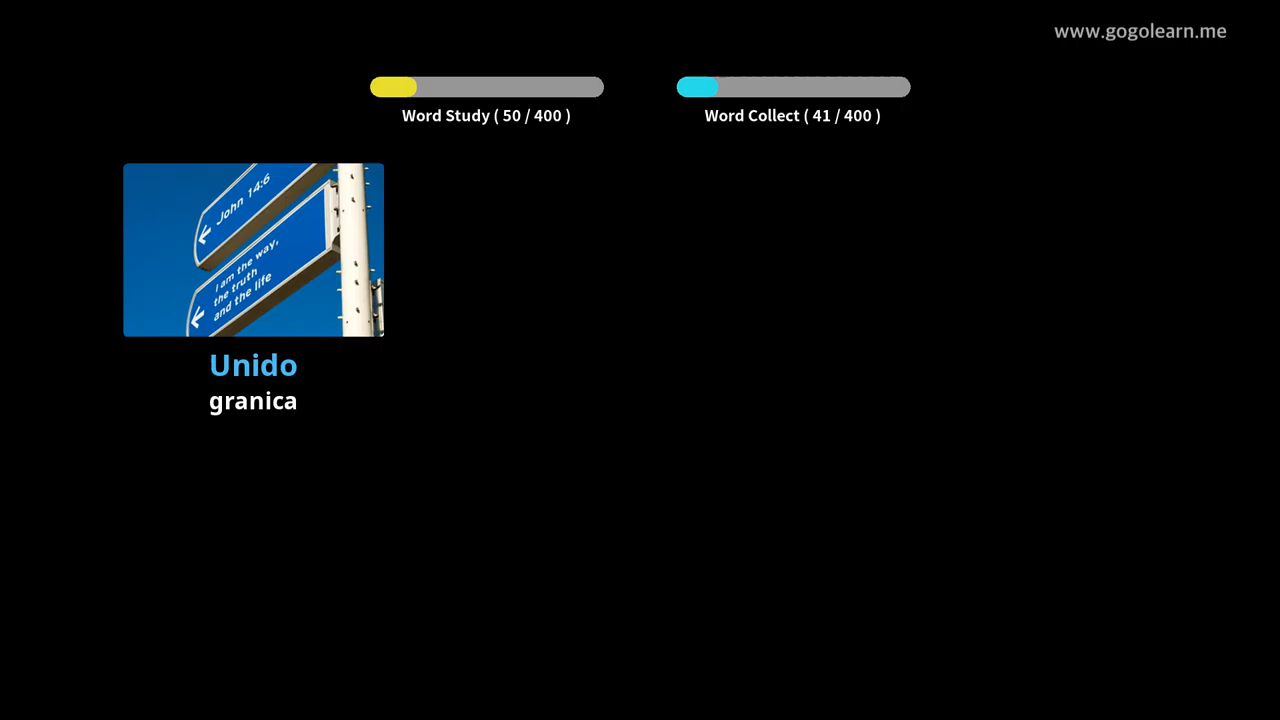 www.gogolearn.me
Word Study ( 50 / 400 )
Word Collect ( 41 / 400 )
John 14:6
I am the way,
the truth
and the life
Unido
granica